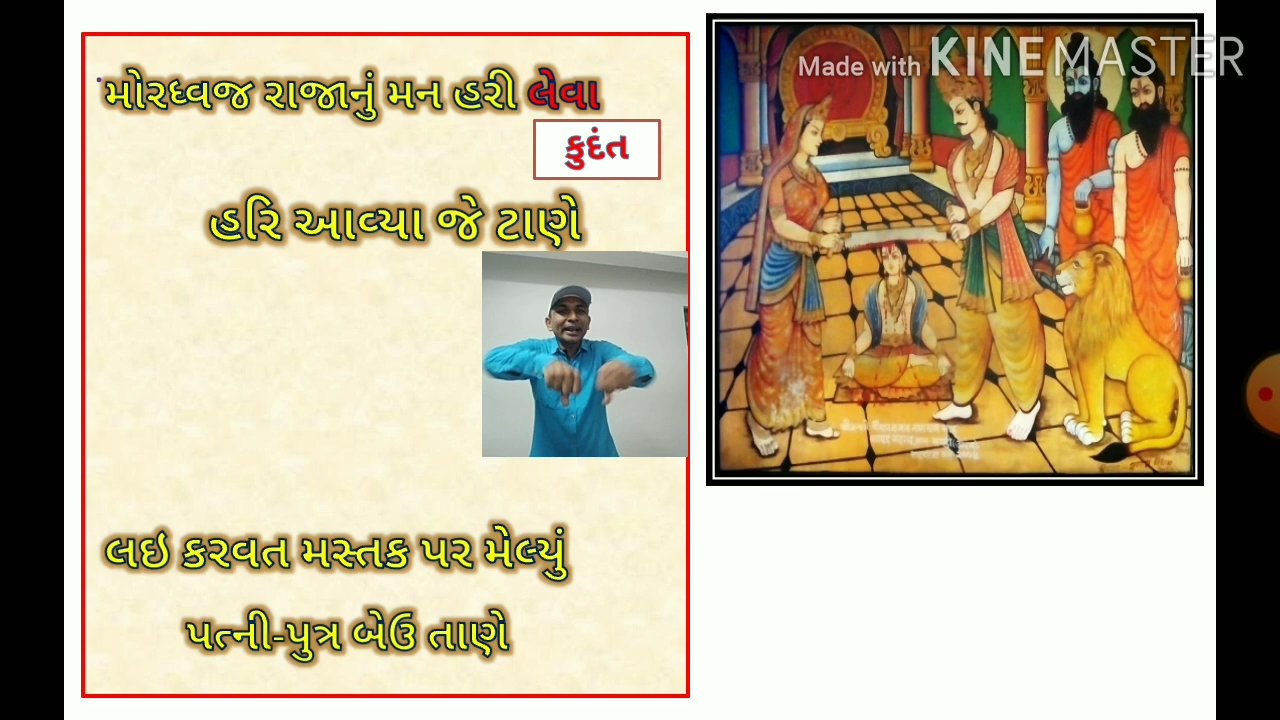 મોરધ્વજ રાજાનું મન હરી લેવા
કુદંત
હરિ આવ્યા જે ટાણે
લઇ કરવત મસ્તક પર મેલ્યું
પત્ની-પુત્ર બેઉ તાણે
Made with KINEMASTER